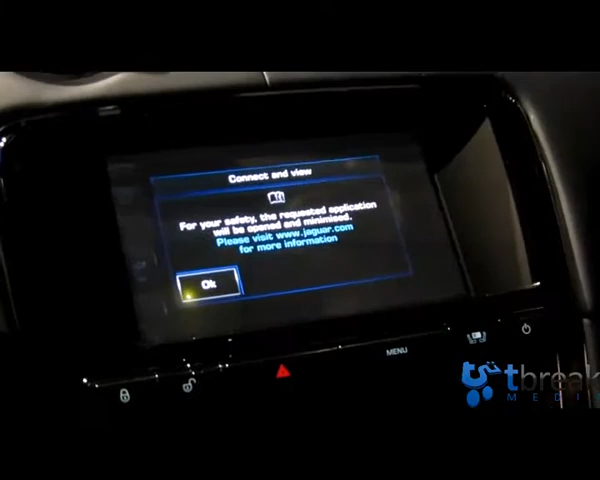 Connect and view
For your safety, the requested application
will be opened and minimised.
Please visit www.jaguar.com
for more information
Ok
MENU
tbreak
MEDI